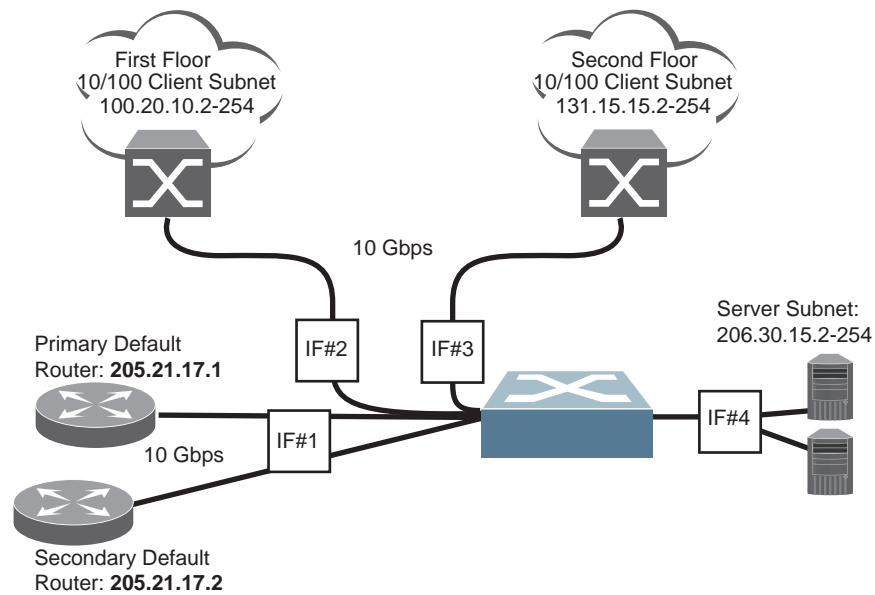 First Floor
10/100 Client Subnet
100.20.10.2-254
Second Floor
10/100 Client Subnet
131.15.15.2-254
10 Gbps
Server Subnet:
206.30.15.2-254
IF#2
IF#3
Primary Default
Router: 205.21.17.1
IF#1
IF#4
10 Gbps
Secondary Default
Router: 205.21.17.2